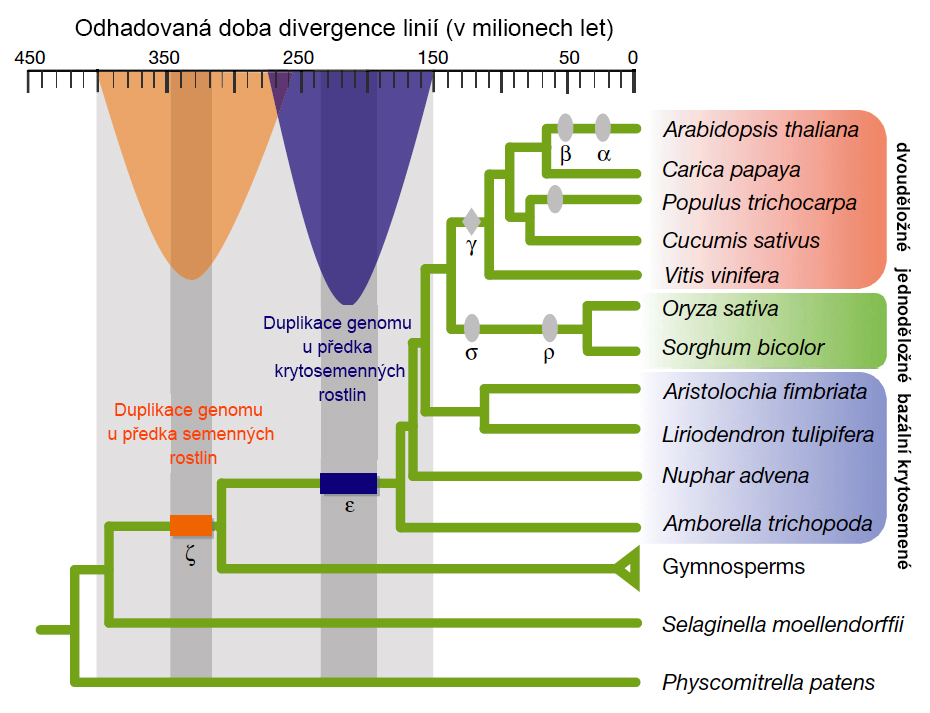 Odhadovaná doba divergence linií (v milionech let)
450 350 250 150 50 0
Arabidopsis thaliana
β α
Carica papaya
Populus trichocarpa
γ
Cucumis sativus
Vitis vinifera
dvouděložné
Oryza sativa
σ ρ
Sorghum bicolor
jednoděložné
Duplikace genomu
u předka
krytosemenných
rostlin
Aristolochia fimbriata
Liriodendron tulipifera
Nuphar advena
Amborella trichopoda
bazální krytosemené
Duplikace genomu
u předka semenných
rostlin
ε
ζ
Gymnosperms
Selaginella moellendorffii
Physcomitrella patens